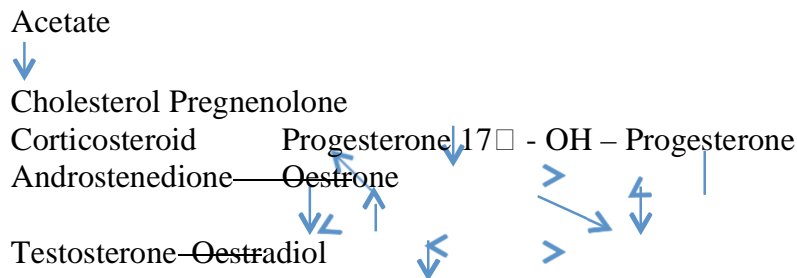 Acetate
Cholesterol Pregnenolone
Corticosteroid Progesterone 17□ - OH – Progesterone
Androstenedione Oestrone
Testosterone Oestradiol